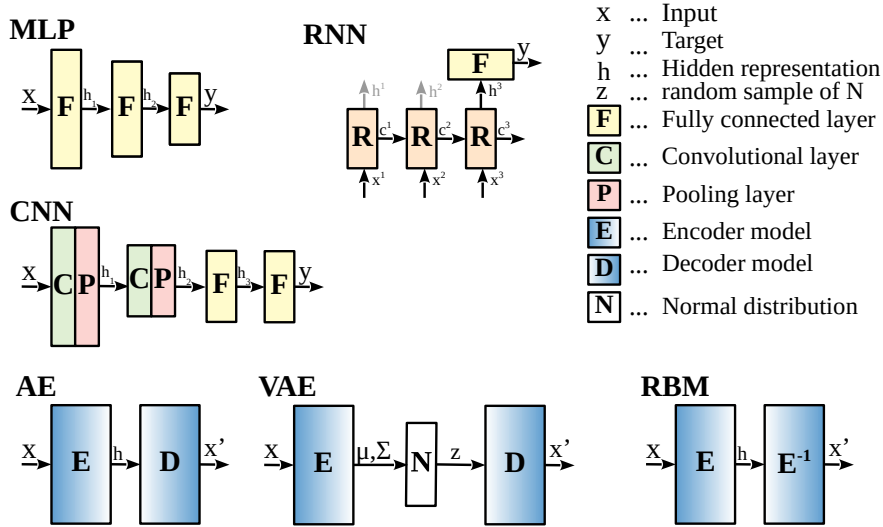 MLP
x F h₁ F h₂ F y
RNN
F y
h¹ h² h³
R c¹ R c² R c³
x¹ x² x³
x ... Input
y ... Target
h ... Hidden representation
z ... random sample of N
F ... Fully connected layer
C ... Convolutional layer
P ... Pooling layer
E ... Encoder model
D ... Decoder model
N ... Normal distribution
CNN
x C P h₁ C P h₂ F h₃ F y
AE
x E h D x’
VAE
x E μ,Σ N z D x’
RBM
x E h E⁻¹ x’